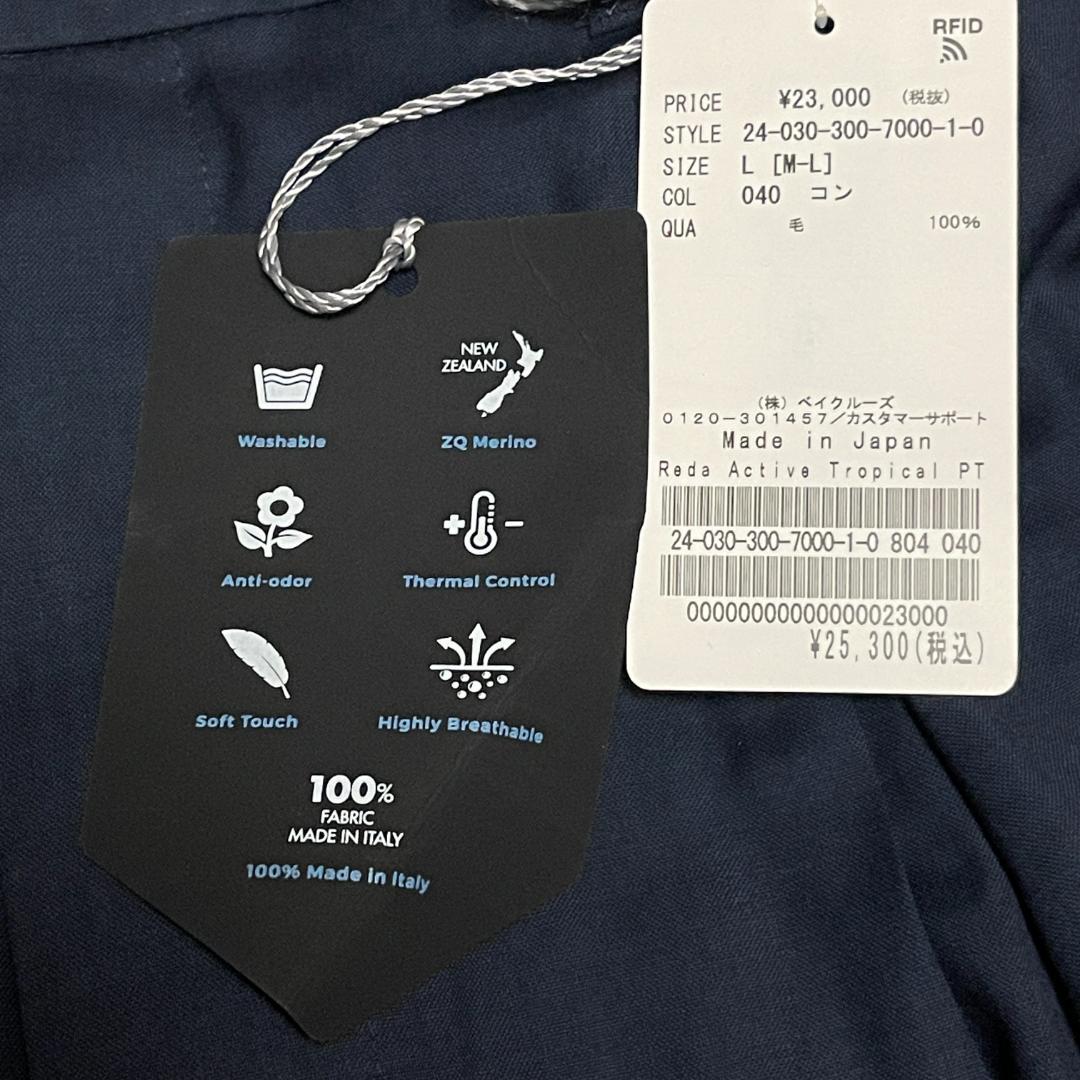 RFID
PRICE ¥23,000 (税抜)
STYLE 24-030-300-7000-1-0
SIZE L [M-L]
COL 040 コン
QUA 毛 100%
(株) ベイクルーズ
0120-301457/カスタマーサポート
Made in Japan
Reda Active Tropical PT
24-030-300-7000-1-0 804 040
00000000000000023000
¥25,300(税込)
NEW
ZEALAND
Washable
ZQ Merino
Anti-odor
Thermal Control
Soft Touch
Highly Breathable
100%
FABRIC
MADE IN ITALY
100% Made in Italy